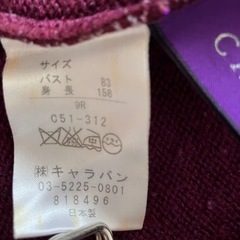 サイズ
バスト 83
身長 158
9R
C51-312
㈱キャラバン
03-5225-0801
818496
日本製